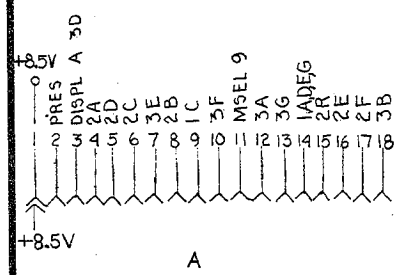 +8.5V
PRES
DISPL A 3D
2A
2D
2C
3E
2B
1C
3F
MSEL 9
3A
3G
1A,D,E,G
2R
2E
2F
3B
1 2 3 4 5 6 7 8 9 10 11 12 13 14 15 16 17 18
+8.5V
A